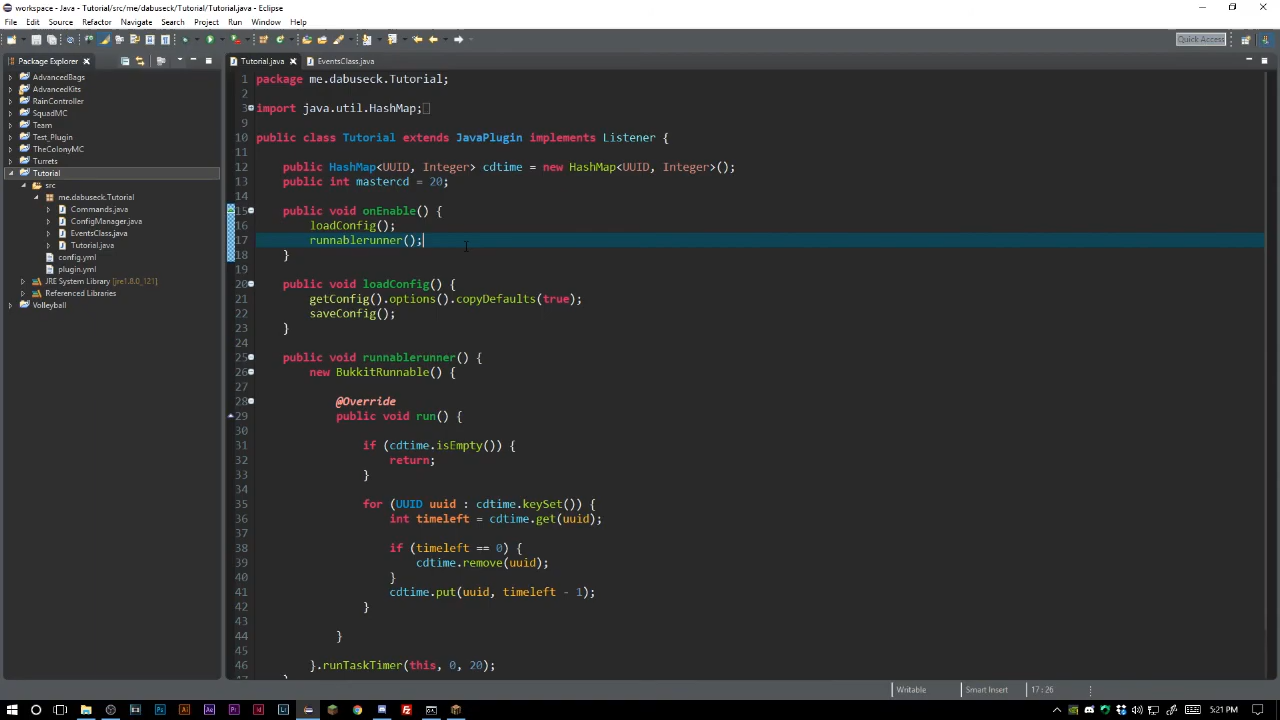 workspace - Java - Tutorial/src/me/dabuseck/Tutorial/Tutorial.java - Eclipse
File Edit Source Refactor Navigate Search Project Run Window Help
Quick Access
Package Explorer
AdvancedBags
AdvancedKits
RainController
SquadMC
Team
Test_Plugin
TheColonyMC
Turrets
Tutorial
src
me.dabuseck.Tutorial
Commands.java
ConfigManager.java
EventsClass.java
Tutorial.java
config.yml
plugin.yml
JRE System Library [jre1.8.0_121]
Referenced Libraries
Volleyball
Tutorial.java EventsClass.java
1 package me.dabuseck.Tutorial;
2
3 import java.util.HashMap;
9
10 public class Tutorial extends JavaPlugin implements Listener {
11
12 public HashMap<UUID, Integer> cdtime = new HashMap<UUID, Integer>();
13 public int mastercd = 20;
14
15 public void onEnable() {
16 loadConfig();
17 runnablerunner();
18 }
19
20 public void loadConfig() {
21 getConfig().options().copyDefaults(true);
22 saveConfig();
23 }
24
25 public void runnablerunner() {
26 new BukkitRunnable() {
27
28 @Override
29 public void run() {
30
31 if (cdtime.isEmpty()) {
32 return;
33 }
34
35 for (UUID uuid : cdtime.keySet()) {
36 int timeleft = cdtime.get(uuid);
37
38 if (timeleft == 0) {
39 cdtime.remove(uuid);
40 }
41 cdtime.put(uuid, timeleft - 1);
42 }
43
44 }
45
46 }.runTaskTimer(this, 0, 20);
Writable Smart Insert 17 : 26
5:21 PM